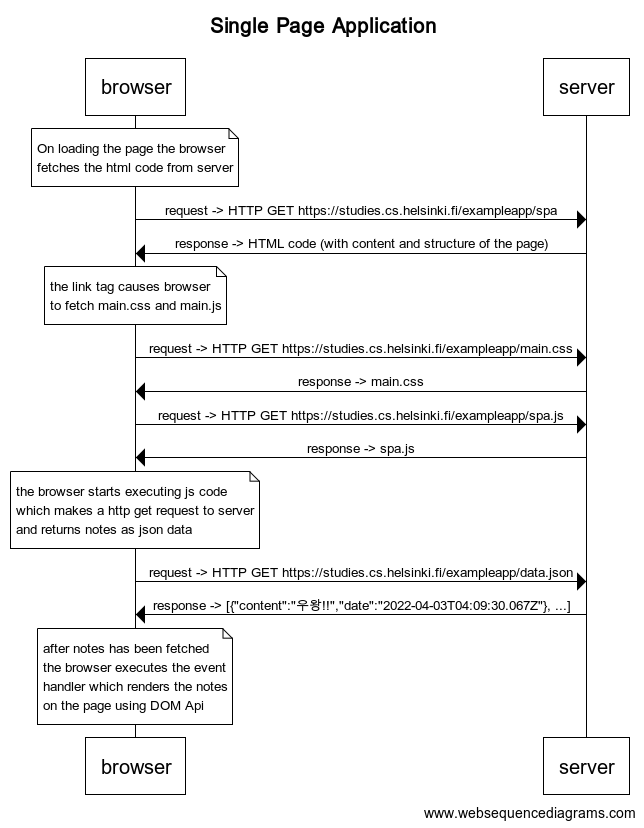 Single Page Application
browser
server
On loading the page the browser
fetches the html code from server
request -> HTTP GET https://studies.cs.helsinki.fi/exampleapp/spa
response -> HTML code (with content and structure of the page)
the link tag causes browser
to fetch main.css and main.js
request -> HTTP GET https://studies.cs.helsinki.fi/exampleapp/main.css
response -> main.css
request -> HTTP GET https://studies.cs.helsinki.fi/exampleapp/spa.js
response -> spa.js
the browser starts executing js code
which makes a http get request to server
and returns notes as json data
request -> HTTP GET https://studies.cs.helsinki.fi/exampleapp/data.json
response -> [{"content":"우왕!!","date":"2022-04-03T04:09:30.067Z"}, ...]
after notes has been fetched
the browser executes the event
handler which renders the notes
on the page using DOM Api
browser
server
www.websequencediagrams.com